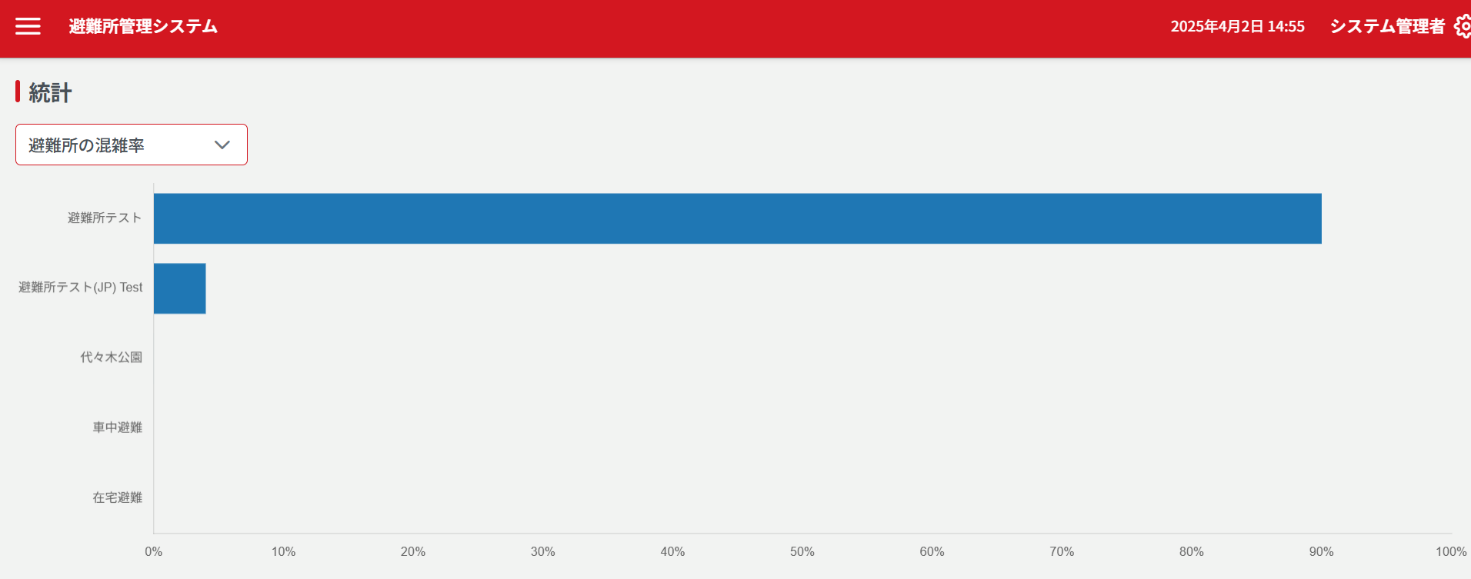 避難所管理システム
2025年4月2日 14:55
システム管理者
統計
避難所の混雑率
避難所テスト
避難所テスト(JP) Test
代々木公園
車中避難
在宅避難
0% 10% 20% 30% 40% 50% 60% 70% 80% 90% 100%